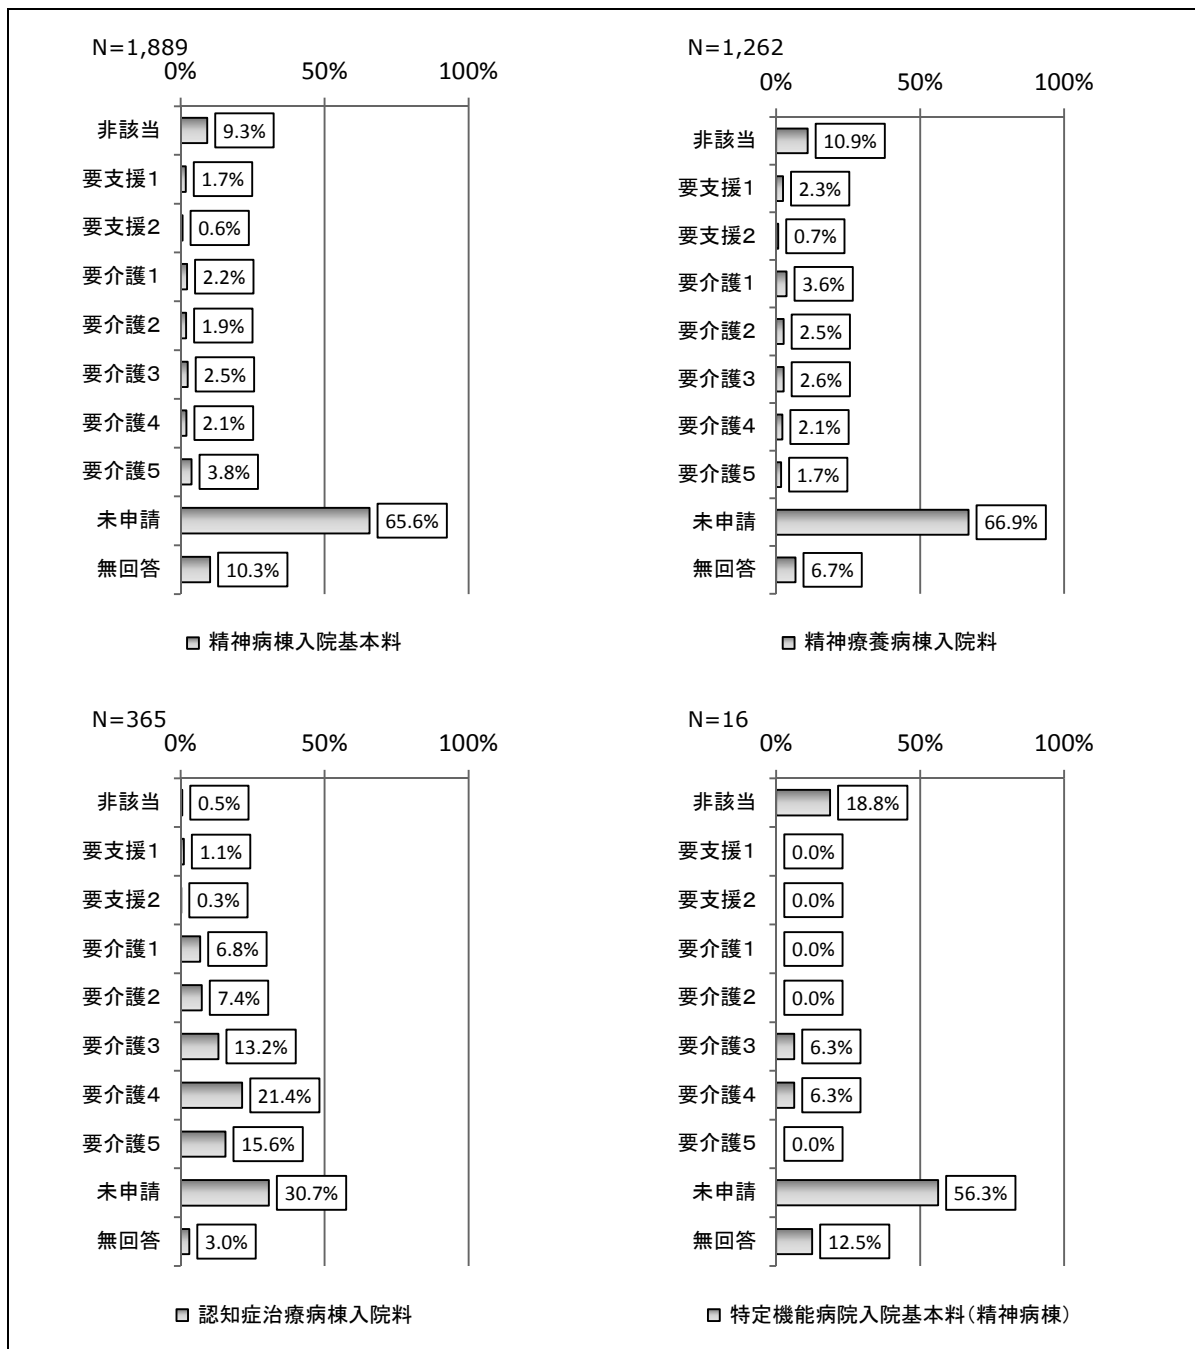 N=1,889
0% 50% 100%
非該当 9.3%
要支援1 1.7%
要支援2 0.6%
要介護1 2.2%
要介護2 1.9%
要介護3 2.5%
要介護4 2.1%
要介護5 3.8%
未申請 65.6%
無回答 10.3%
精神病棟入院基本料
N=1,262
0% 50% 100%
非該当 10.9%
要支援1 2.3%
要支援2 0.7%
要介護1 3.6%
要介護2 2.5%
要介護3 2.6%
要介護4 2.1%
要介護5 1.7%
未申請 66.9%
無回答 6.7%
精神療養病棟入院料
N=365
0% 50% 100%
非該当 0.5%
要支援1 1.1%
要支援2 0.3%
要介護1 6.8%
要介護2 7.4%
要介護3 13.2%
要介護4 21.4%
要介護5 15.6%
未申請 30.7%
無回答 3.0%
認知症治療病棟入院料
N=16
0% 50% 100%
非該当 18.8%
要支援1 0.0%
要支援2 0.0%
要介護1 0.0%
要介護2 0.0%
要介護3 6.3%
要介護4 6.3%
要介護5 0.0%
未申請 56.3%
無回答 12.5%
特定機能病院入院基本料(精神病棟)